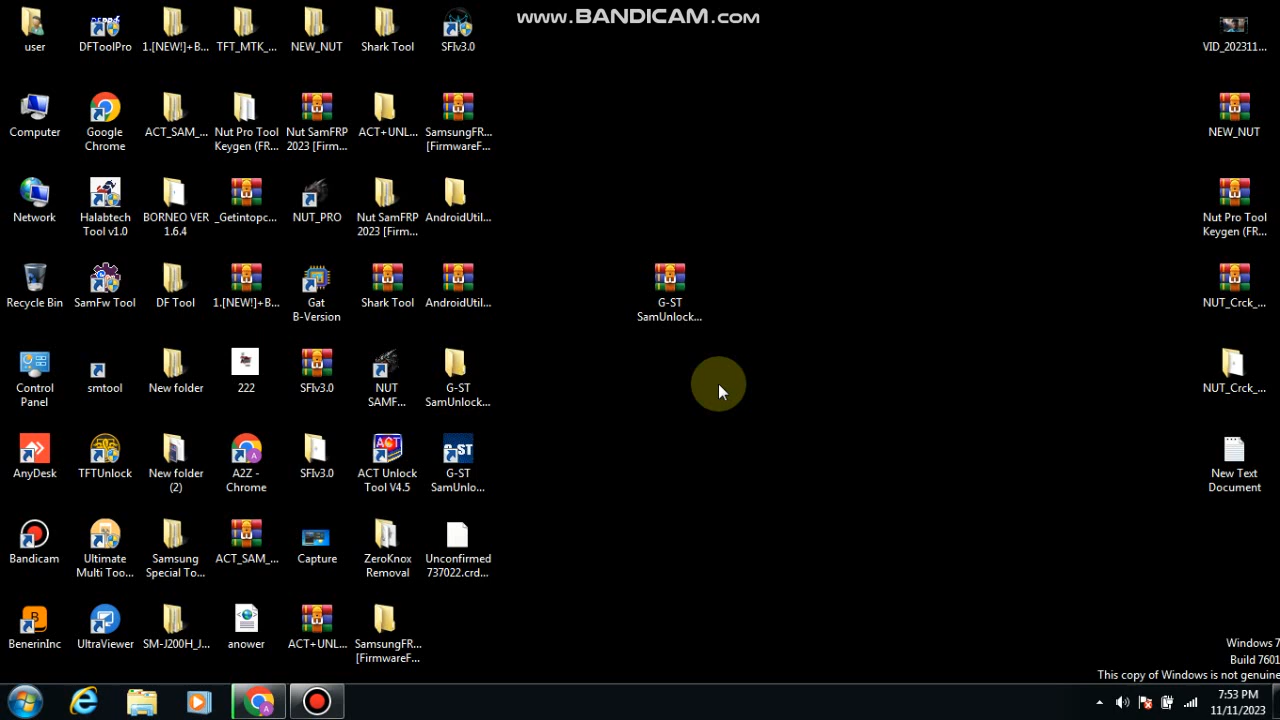 www.BANDICAM.com
user
DFToolPro
1.[NEW!]+B...
TFT_MTK_...
NEW_NUT
Shark Tool
SFIv3.0
VID_202311...
Computer
Google
Chrome
ACT_SAM_...
Nut Pro Tool
Keygen (FR...
Nut SamFRP
2023 [Firm...
ACT+UNL...
SamsungFR...
[FirmwareF...
NEW_NUT
Network
Halabtech
Tool v1.0
BORNEO VER
1.6.4
_Getintopc...
NUT_PRO
Nut SamFRP
2023 [Firm...
AndroidUtil...
Nut Pro Tool
Keygen (FR...
Recycle Bin
SamFw Tool
DF Tool
1.[NEW!]+B...
Gat
B-Version
Shark Tool
AndroidUtil...
G-ST
SamUnlock...
NUT_Crck_...
Control
Panel
smtool
New folder
222
SFIv3.0
NUT
SAMF...
G-ST
SamUnlock...
NUT_Crck_...
AnyDesk
TFTUnlock
New folder
(2)
A2Z -
Chrome
SFIv3.0
ACT
ACT Unlock
Tool V4.5
G-ST
G-ST
SamUnlo...
New Text
Document
Bandicam
Ultimate
Multi Too...
Samsung
Special To...
ACT_SAM_...
Capture
ZeroKnox
Removal
Unconfirmed
737022.crd...
BenerinInc
UltraViewer
SM-J200H_J...
anower
ACT+UNL...
SamsungFR...
[FirmwareF...
Windows 7
Build 7601
This copy of Windows is not genuine
7:53 PM
11/11/2023